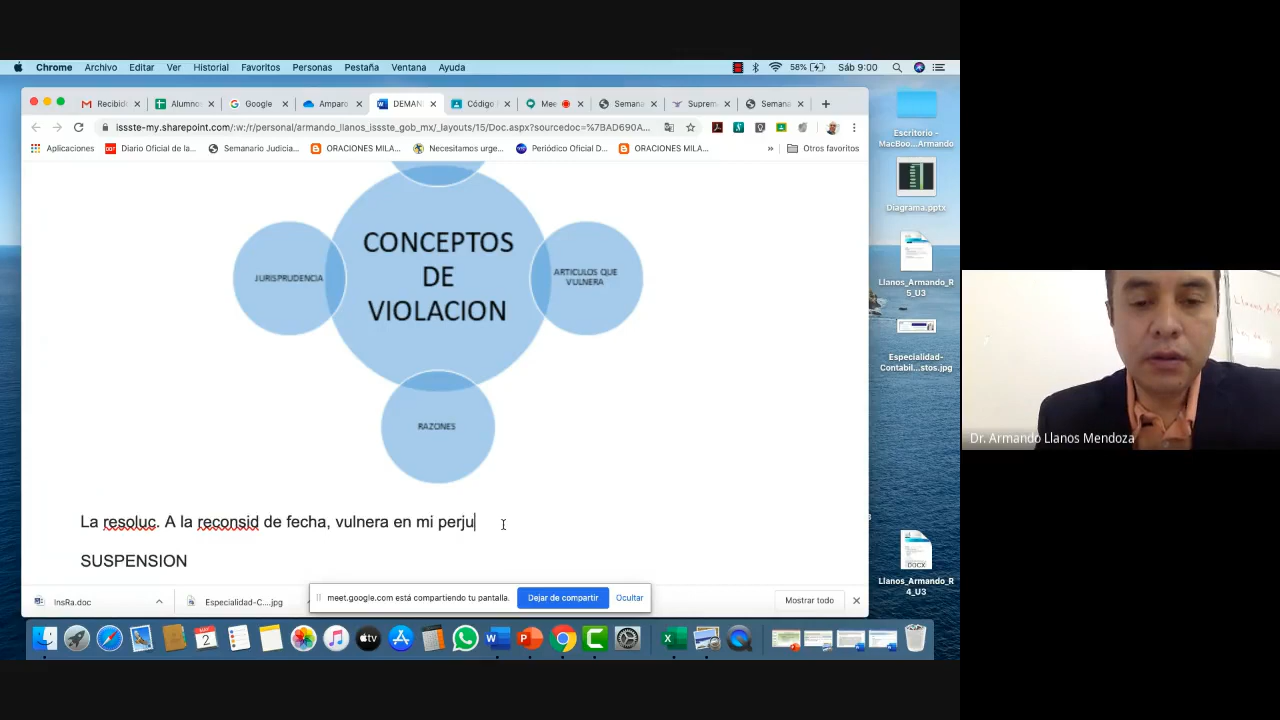 Chrome Archivo Editar Ver Historial Favoritos Personas Pestaña Ventana Ayuda
58% Sáb 9:00
Recibido Alumno Google Amparo DEMAN Código Mee Semana Suprem Semana
issste-my.sharepoint.com/:w:/r/personal/armando_llanos_issste_gob_mx/_layouts/15/Doc.aspx?sourcedoc=%7BAD690A...
Aplicaciones Diario Oficial de la... Semanario Judicia... ORACIONES MILA... Necesitamos urge... Periódico Oficial D... ORACIONES MILA... » Otros favoritos
CONCEPTOS
DE
VIOLACION
JURISPRUDENCIA
ARTICULOS QUE
VULNERA
RAZONES
La resoluc. A la reconsid de fecha, vulnera en mi perju
SUSPENSION
InsRa.doc
Especialidad-C....jpg
meet.google.com está compartiendo tu pantalla.
Dejar de compartir
Ocultar
Mostrar todo
Escritorio -
MacBoo...Armando
Diagrama.pptx
Llanos_Armando_R
5_U3
Especialidad-
Contabil...stos.jpg
DOCX
Llanos_Armando_R
4_U3
tv
2
Dr. Armando Llanos Mendoza